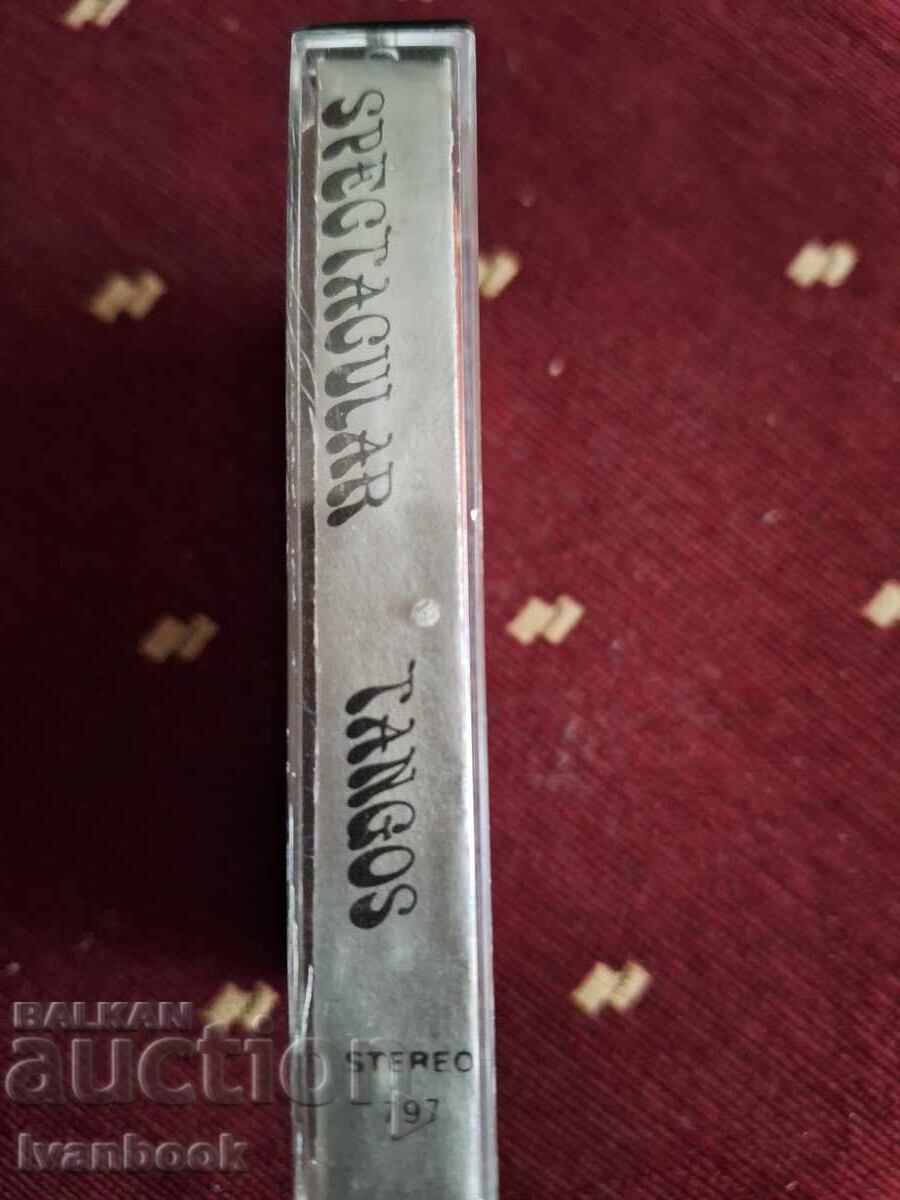 SPECTACULAR TANGOS
STEREO
797
BALKAN
auction
Ivanbook